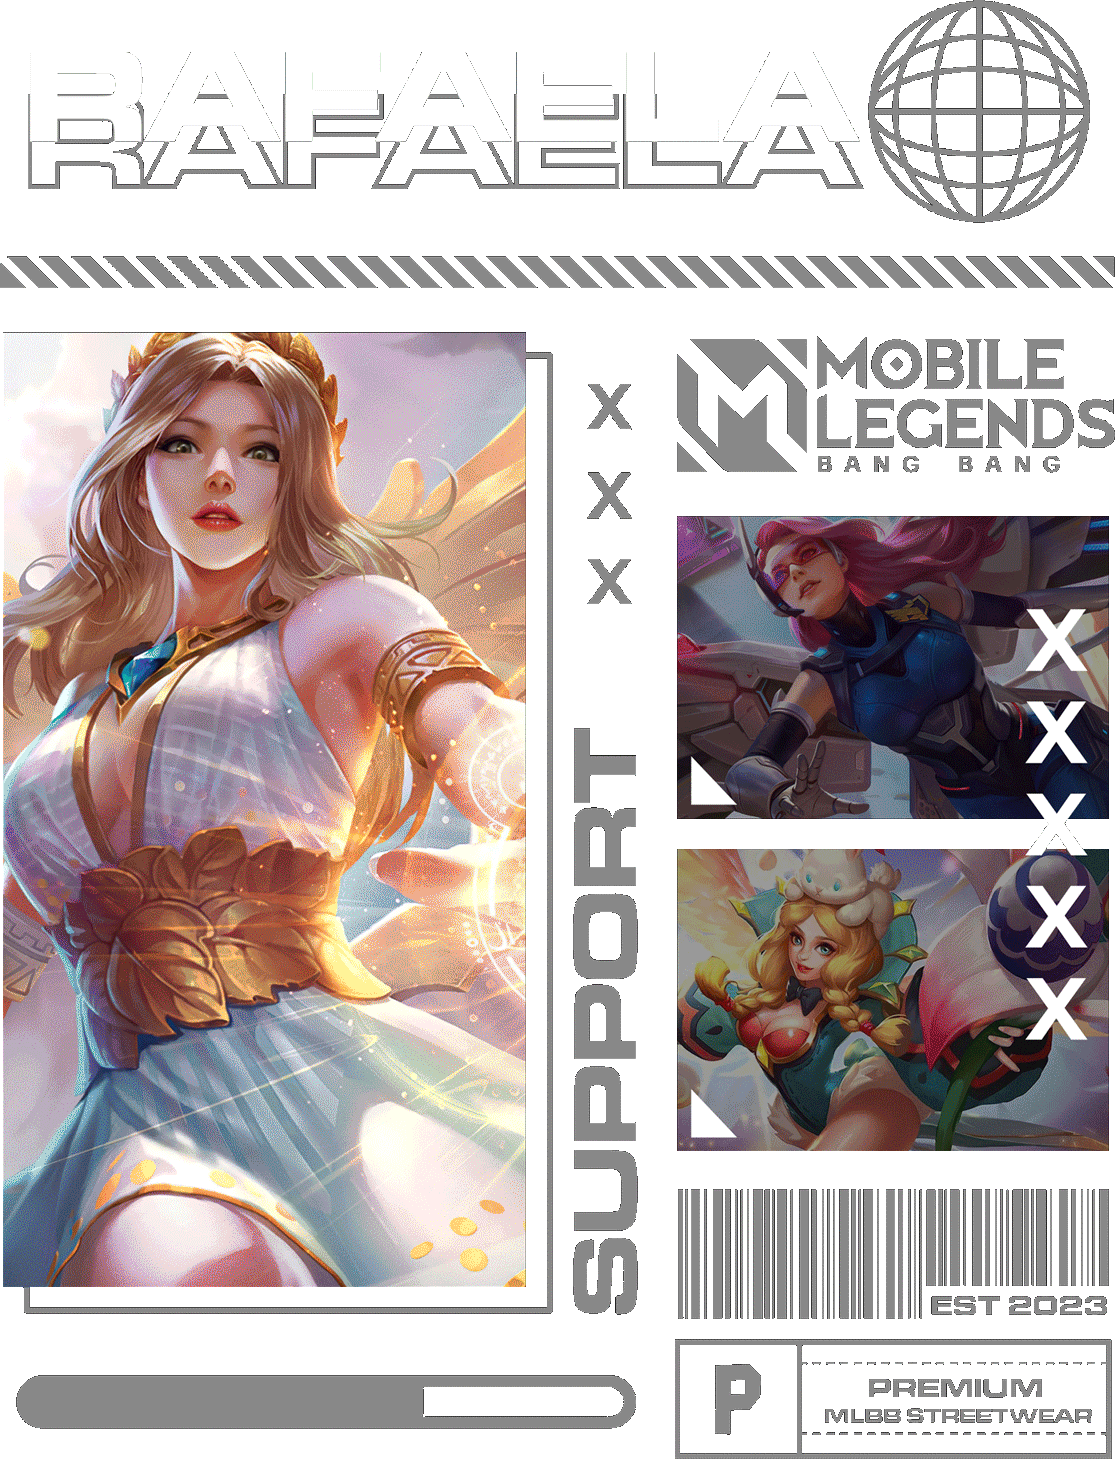 RAFAELA
RAFAELA
MOBILE
LEGENDS
BANG BANG
X
X
X
SUPPORT
X
X
X
X
X
EST 2023
P
PREMIUM
MLBB STREETWEAR